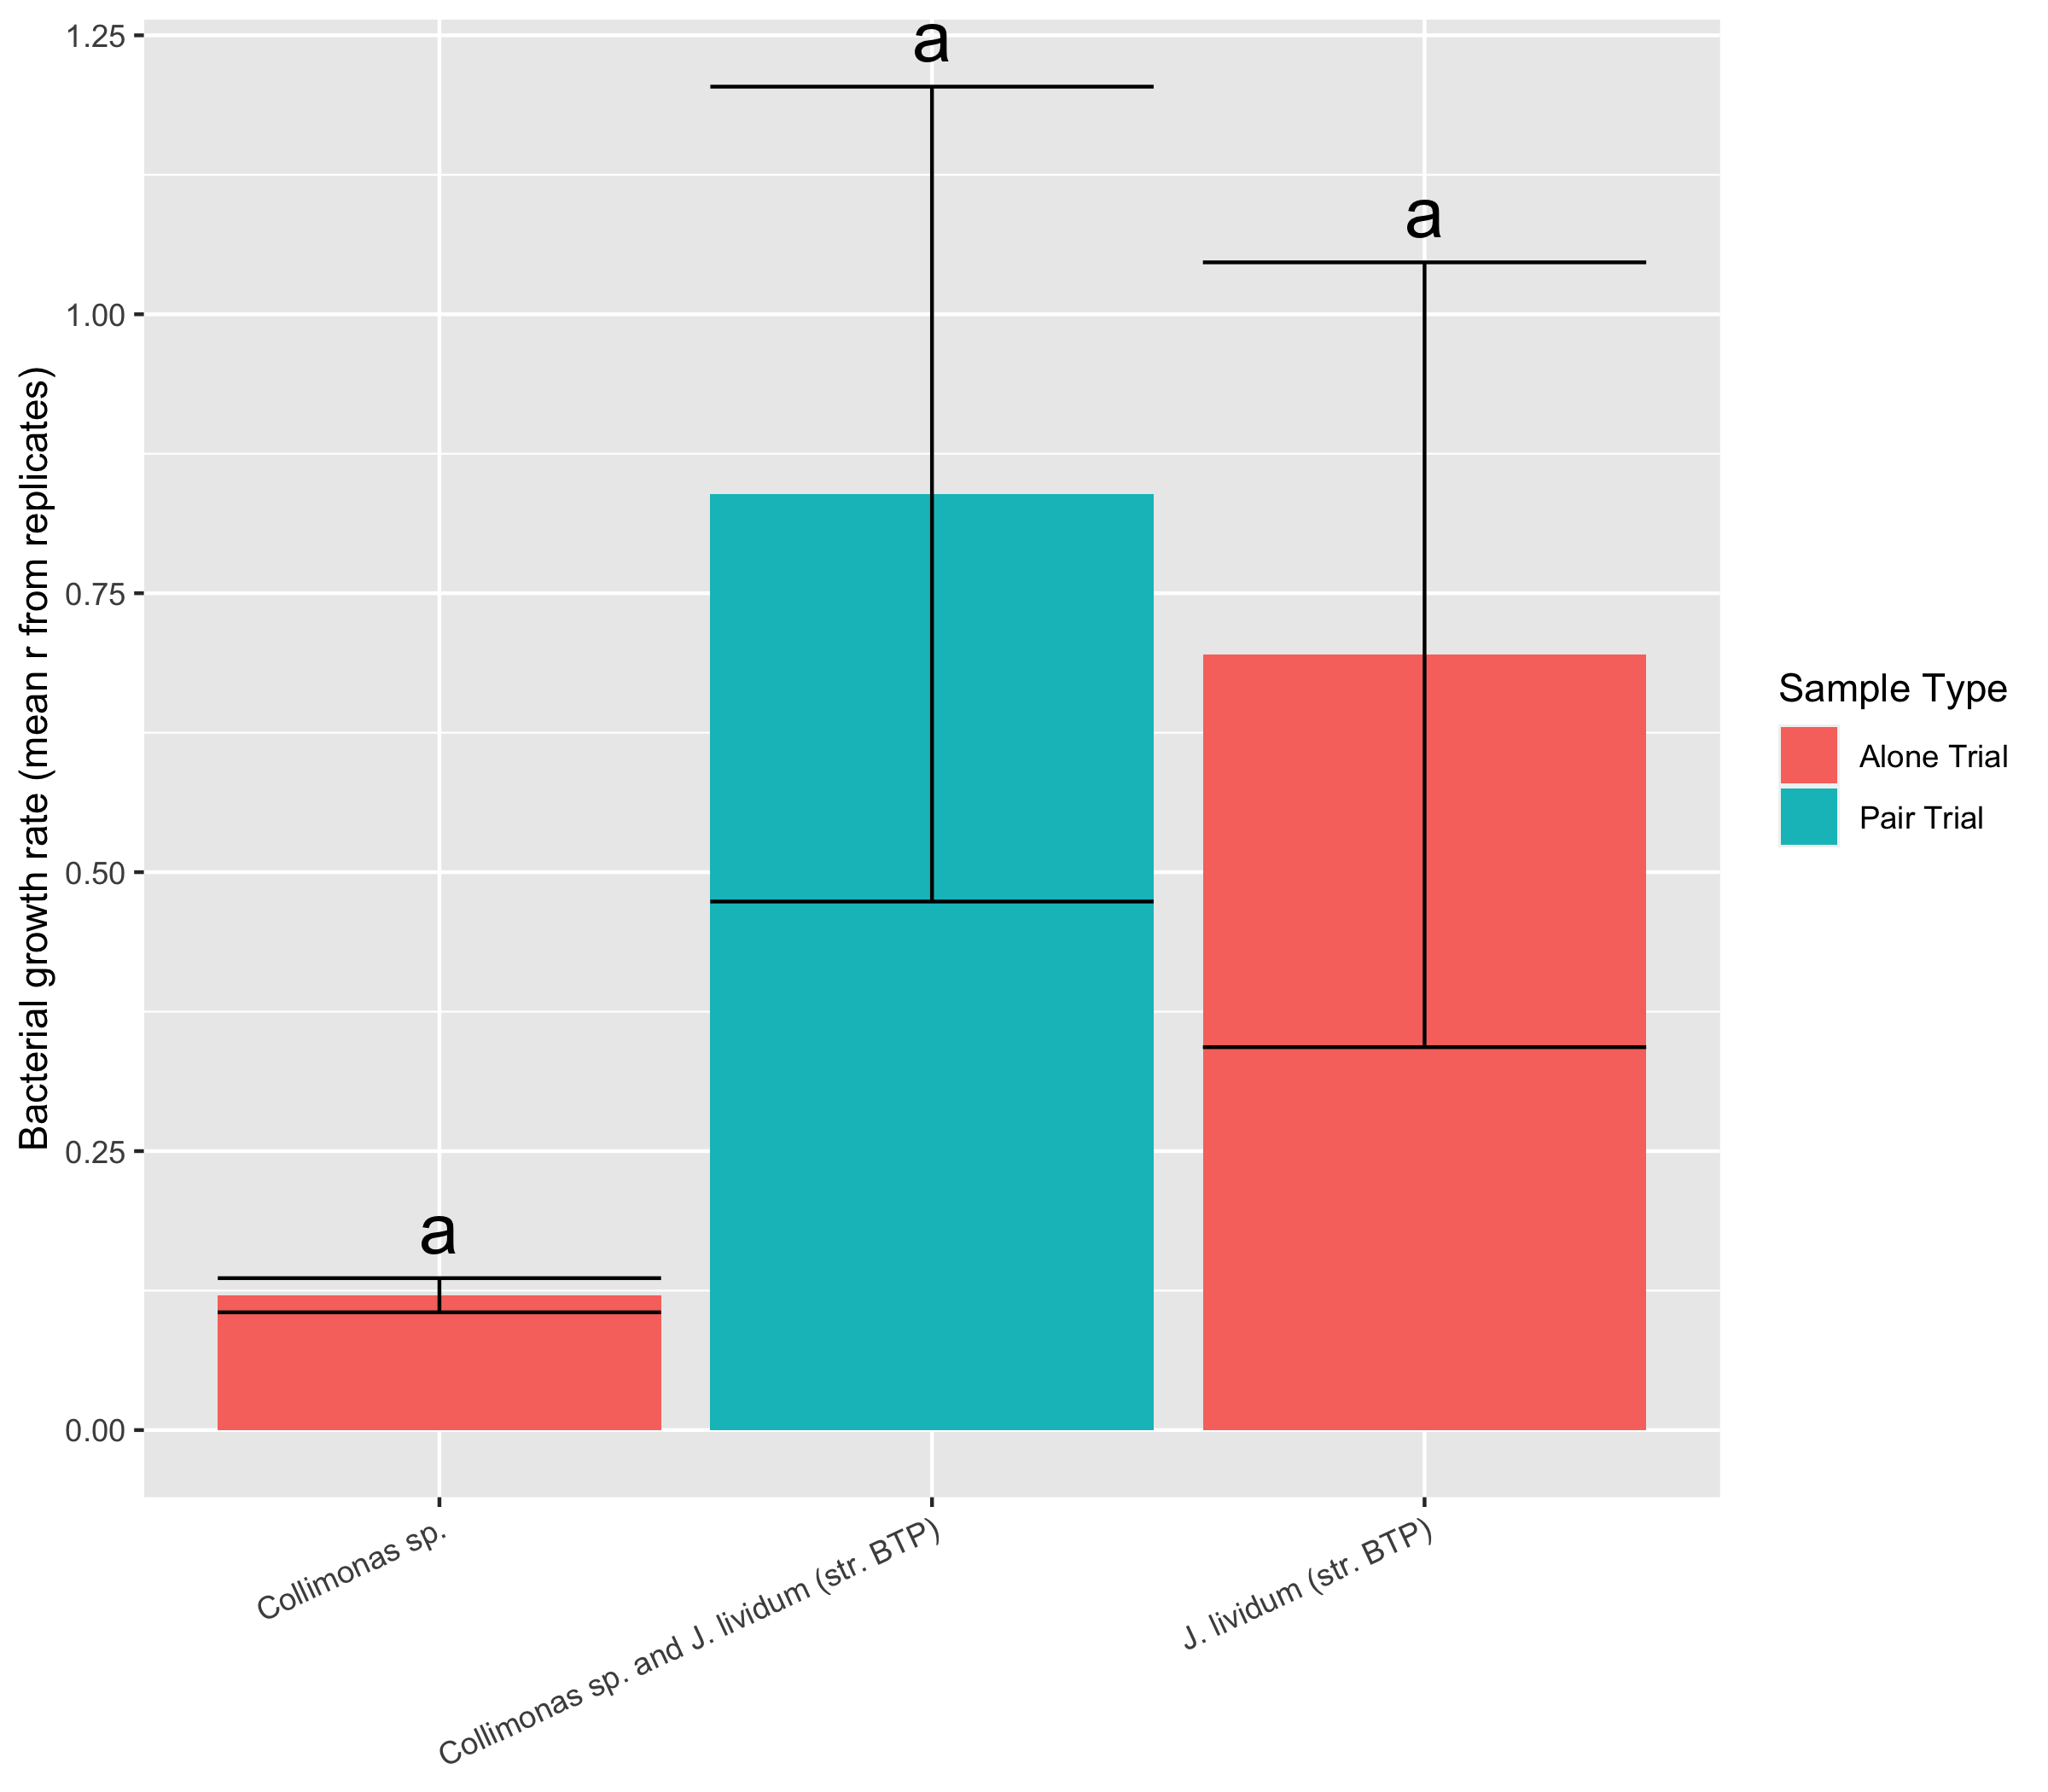 Bacterial growth rate (mean r from replicates)
1.25
1.00
0.75
0.50
0.25
0.00
a
a
a
Collimonas sp.
Collimonas sp. and J. lividum (str. BTP)
J. lividum (str. BTP)
Sample Type
Alone Trial
Pair Trial